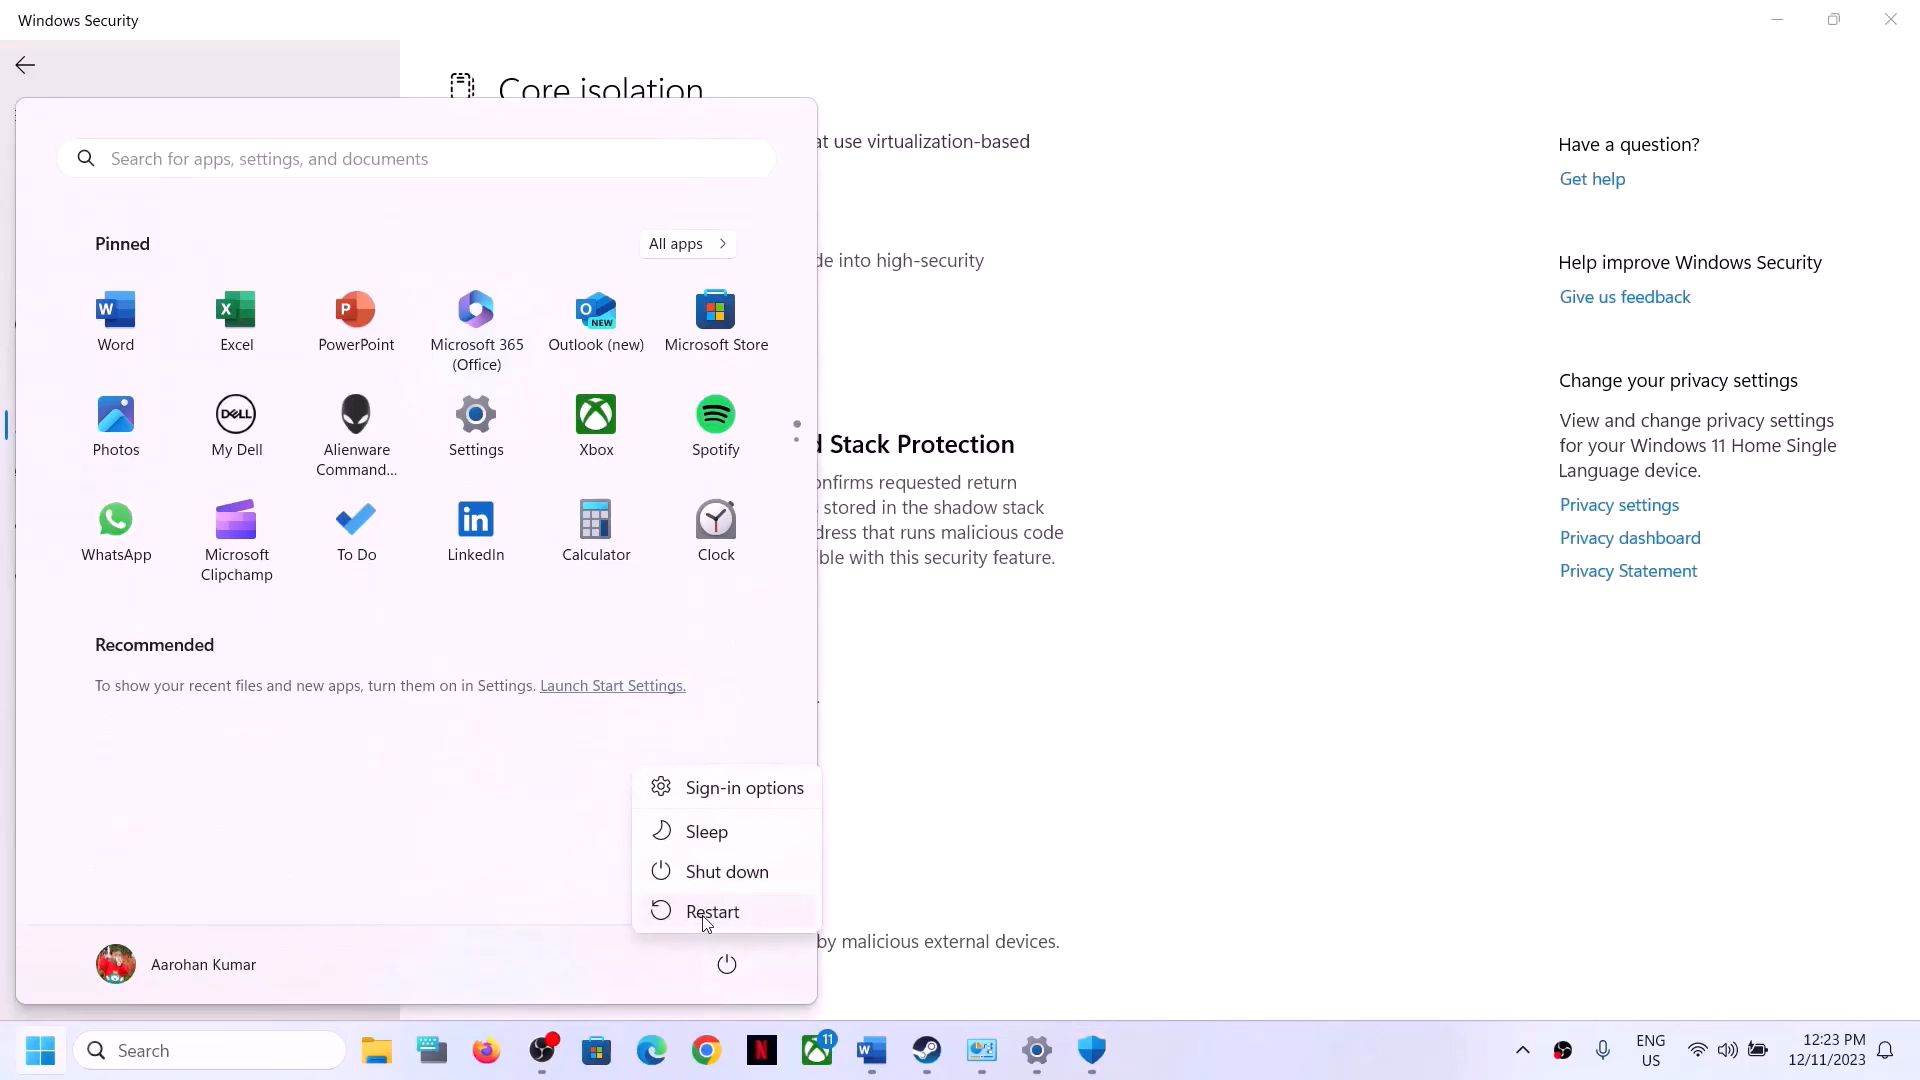 Windows Security
Core isolation
at use virtualization-based
de into high-security
Stack Protection
onfirms requested return
stored in the shadow stack
dress that runs malicious code
ble with this security feature.
by malicious external devices.
Have a question?
Get help
Help improve Windows Security
Give us feedback
Change your privacy settings
View and change privacy settings
for your Windows 11 Home Single
Language device.
Privacy settings
Privacy dashboard
Privacy Statement
Search for apps, settings, and documents
Pinned
All apps
Word
Excel
PowerPoint
Microsoft 365
(Office)
Outlook (new)
Microsoft Store
Photos
My Dell
Alienware
Command...
Settings
Xbox
Spotify
WhatsApp
Microsoft
Clipchamp
To Do
LinkedIn
Calculator
Clock
Recommended
To show your recent files and new apps, turn them on in Settings. Launch Start Settings.
Sign-in options
Sleep
Shut down
Restart
Aarohan Kumar
Search
11
ENG
US
12:23 PM
12/11/2023